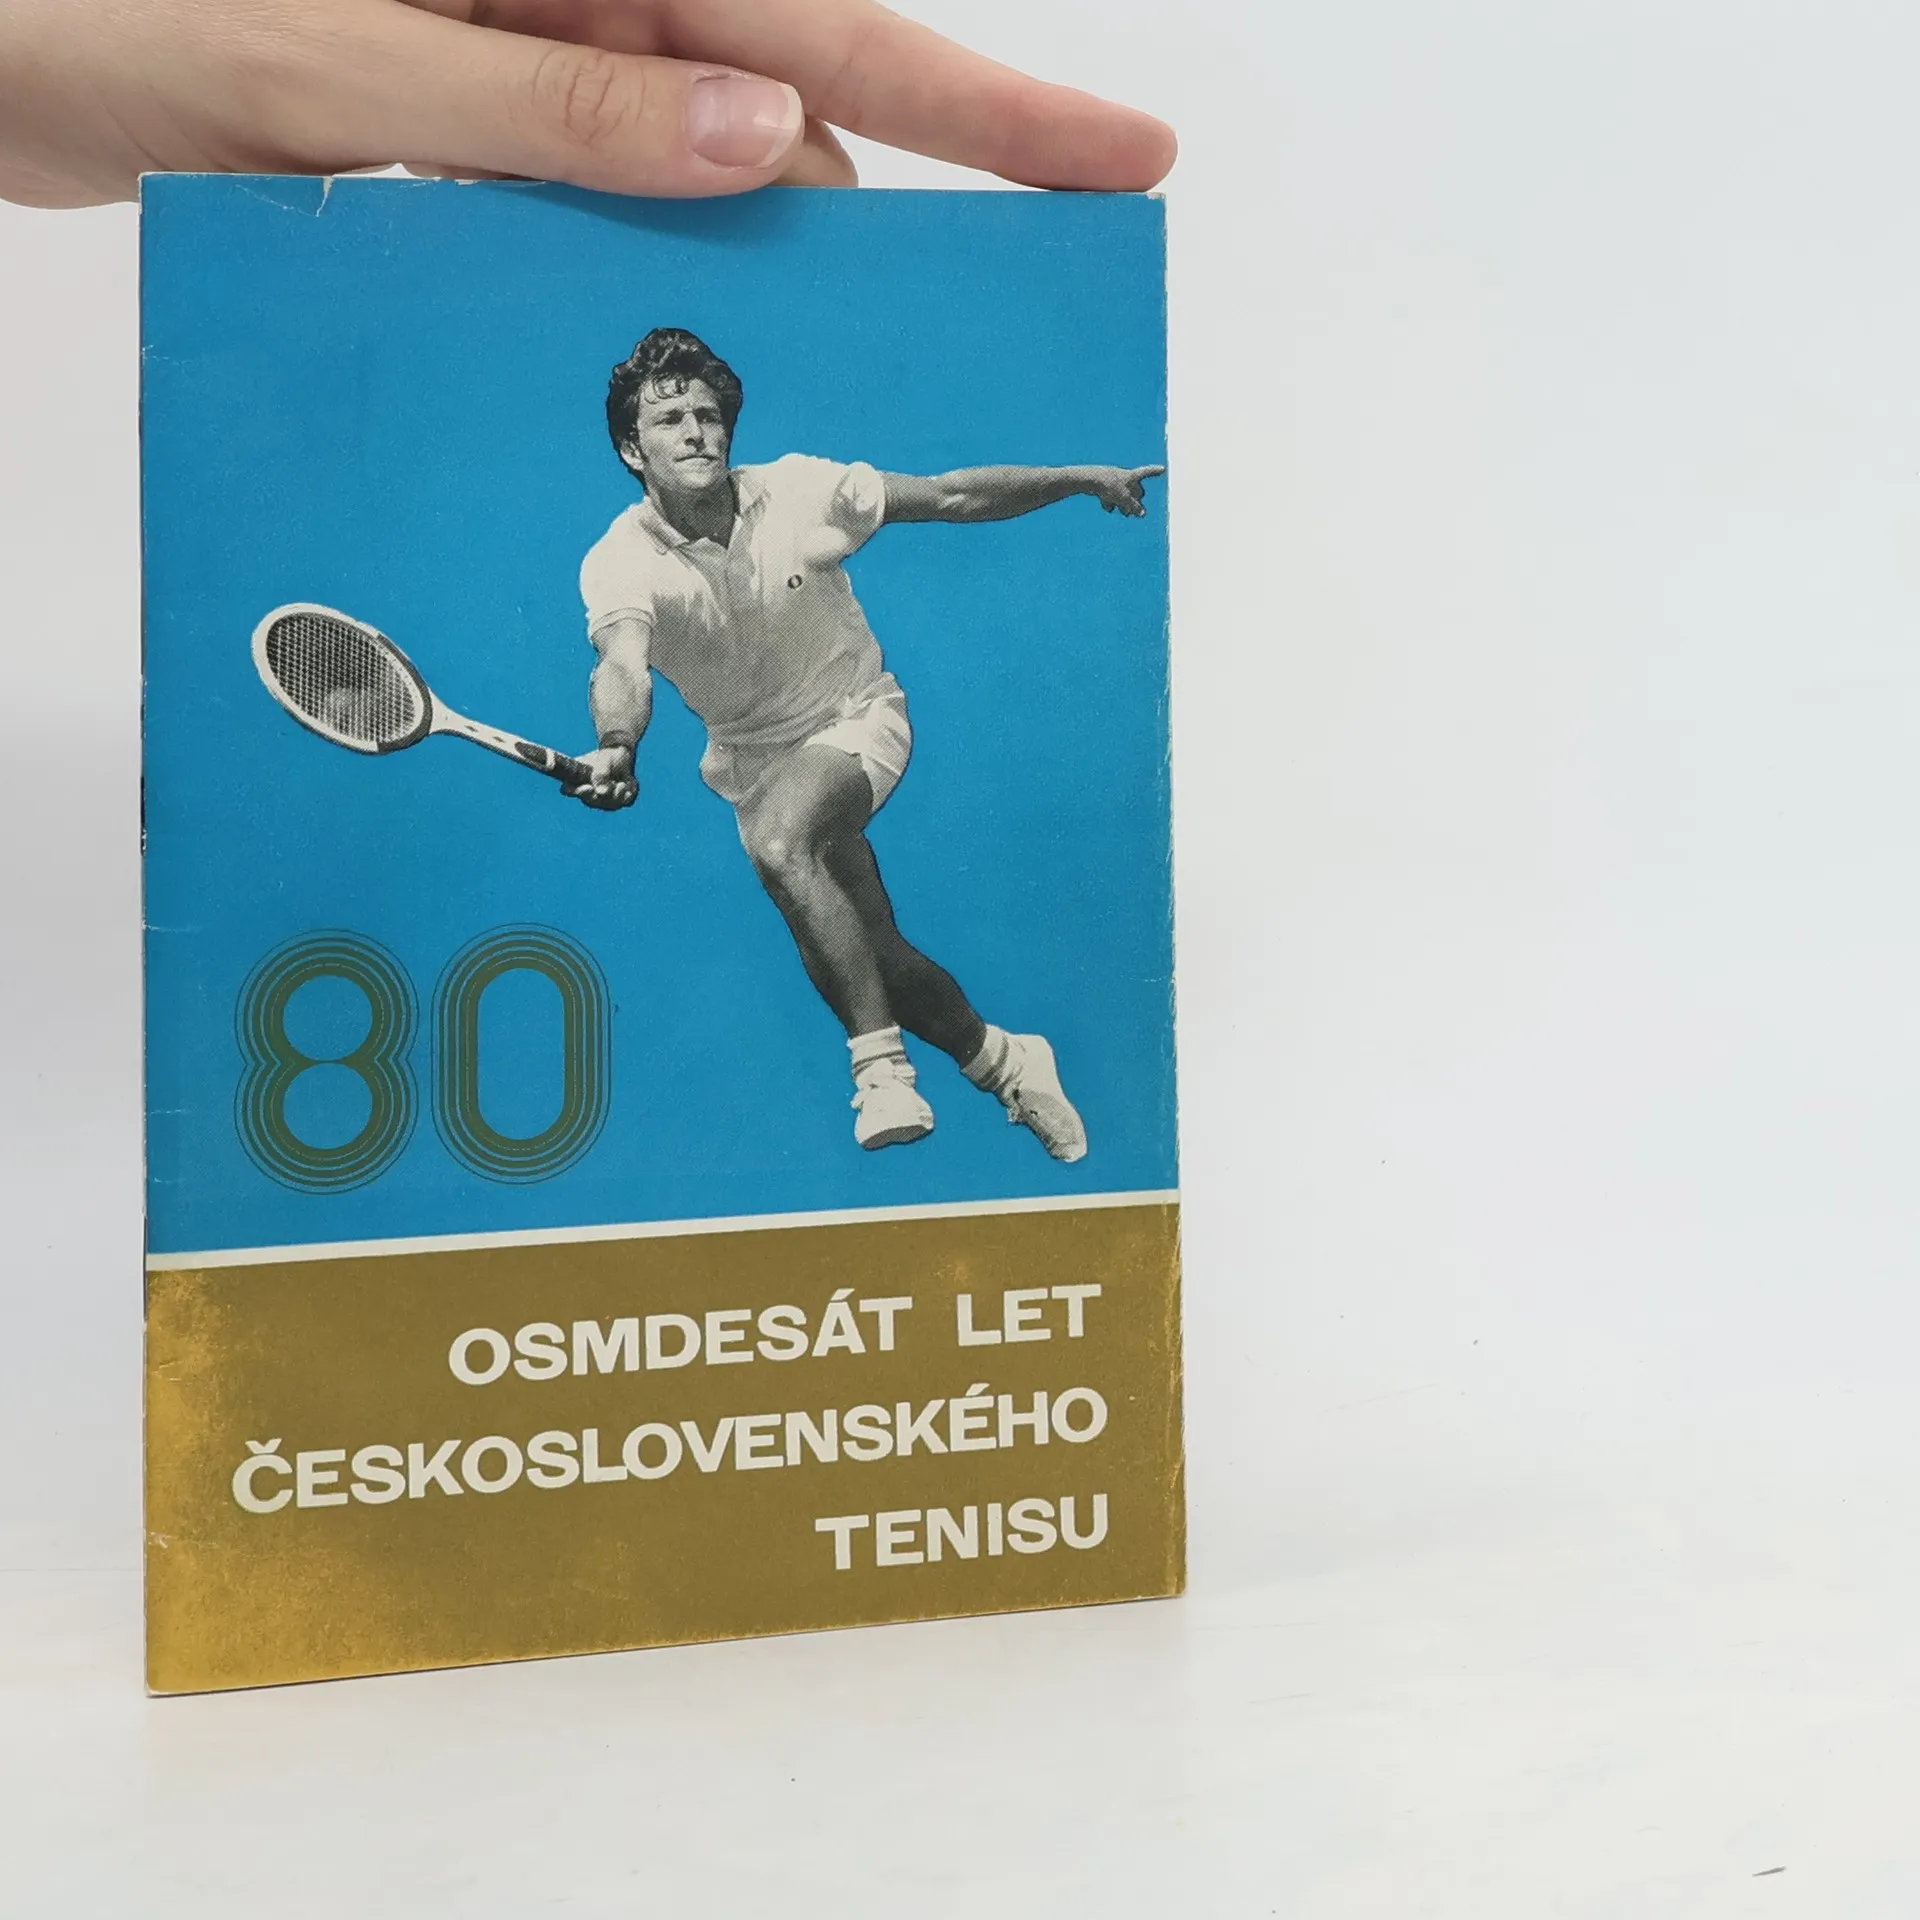 80
OSMDESÁT LET
ČESKOSLOVENSKÉHO
TENISU